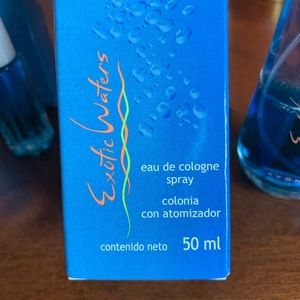 Exotic Waters
eau de cologne
spray
colonia
con atomizador
contenido neto 50 ml